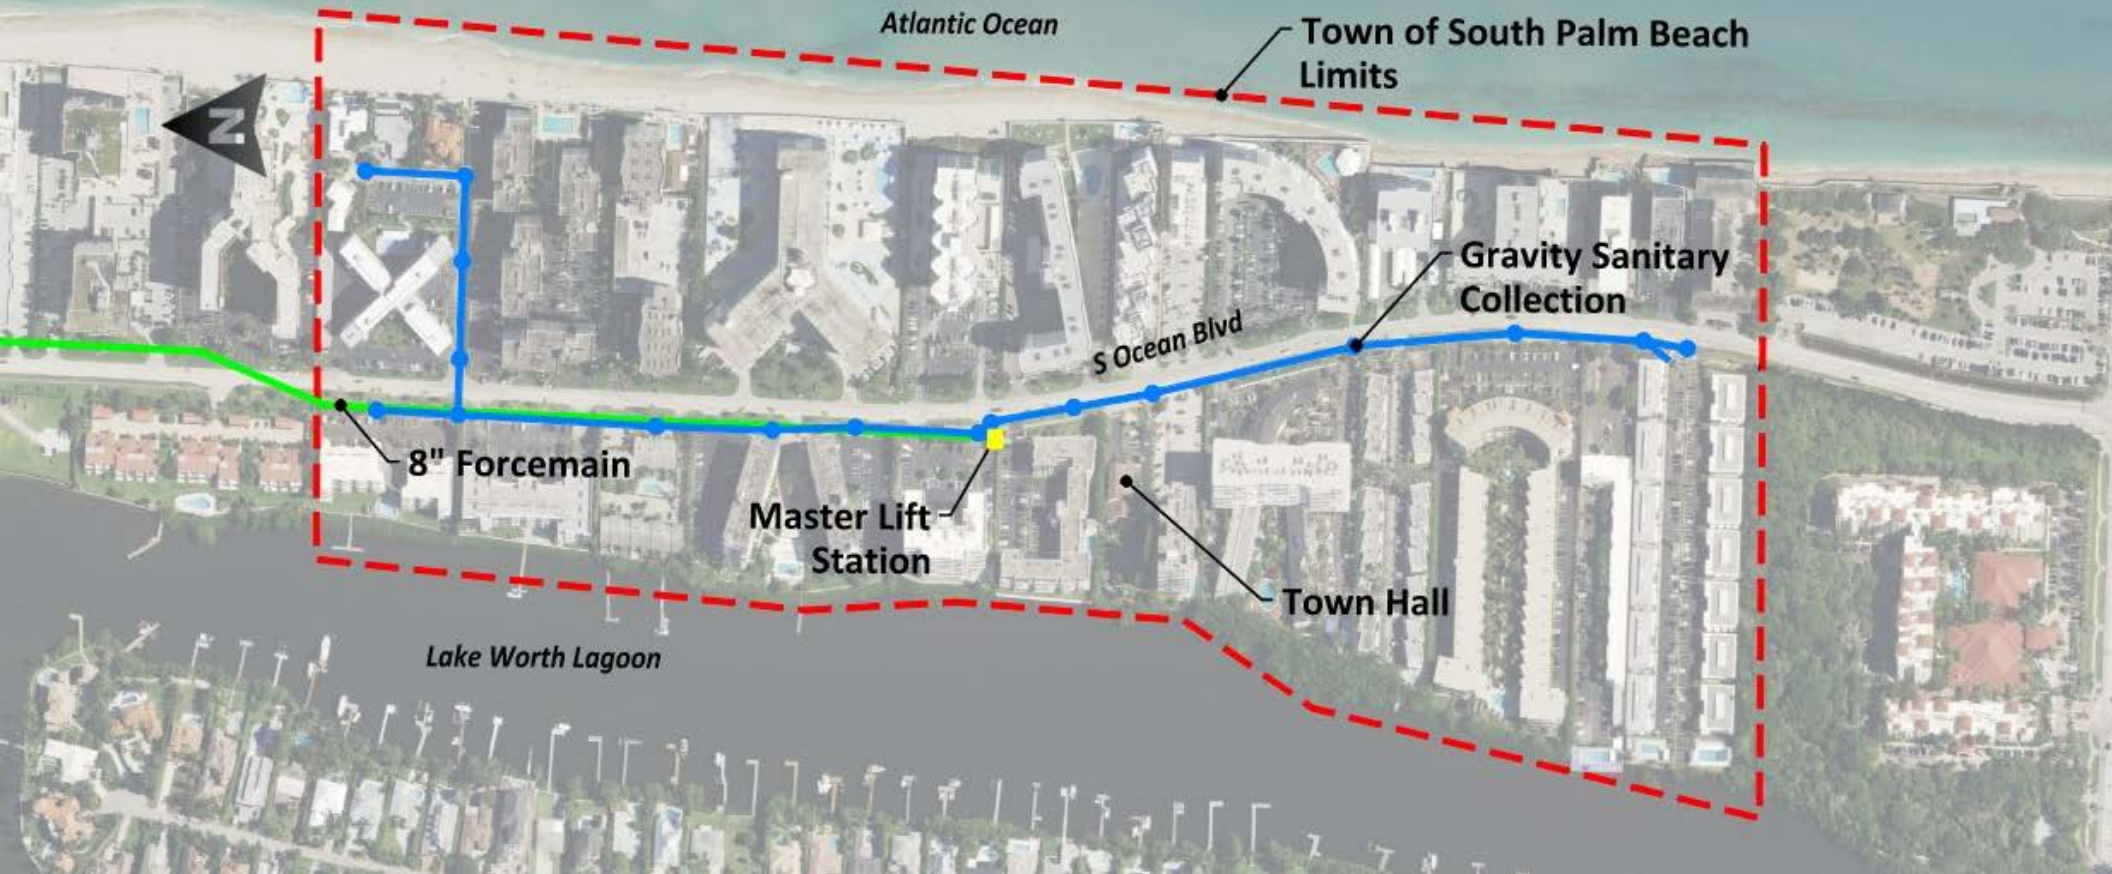 Atlantic Ocean
Town of South Palm Beach
Limits
N
Gravity Sanitary
Collection
S Ocean Blvd
8" Forcemain
Master Lift
Station
Town Hall
Lake Worth Lagoon